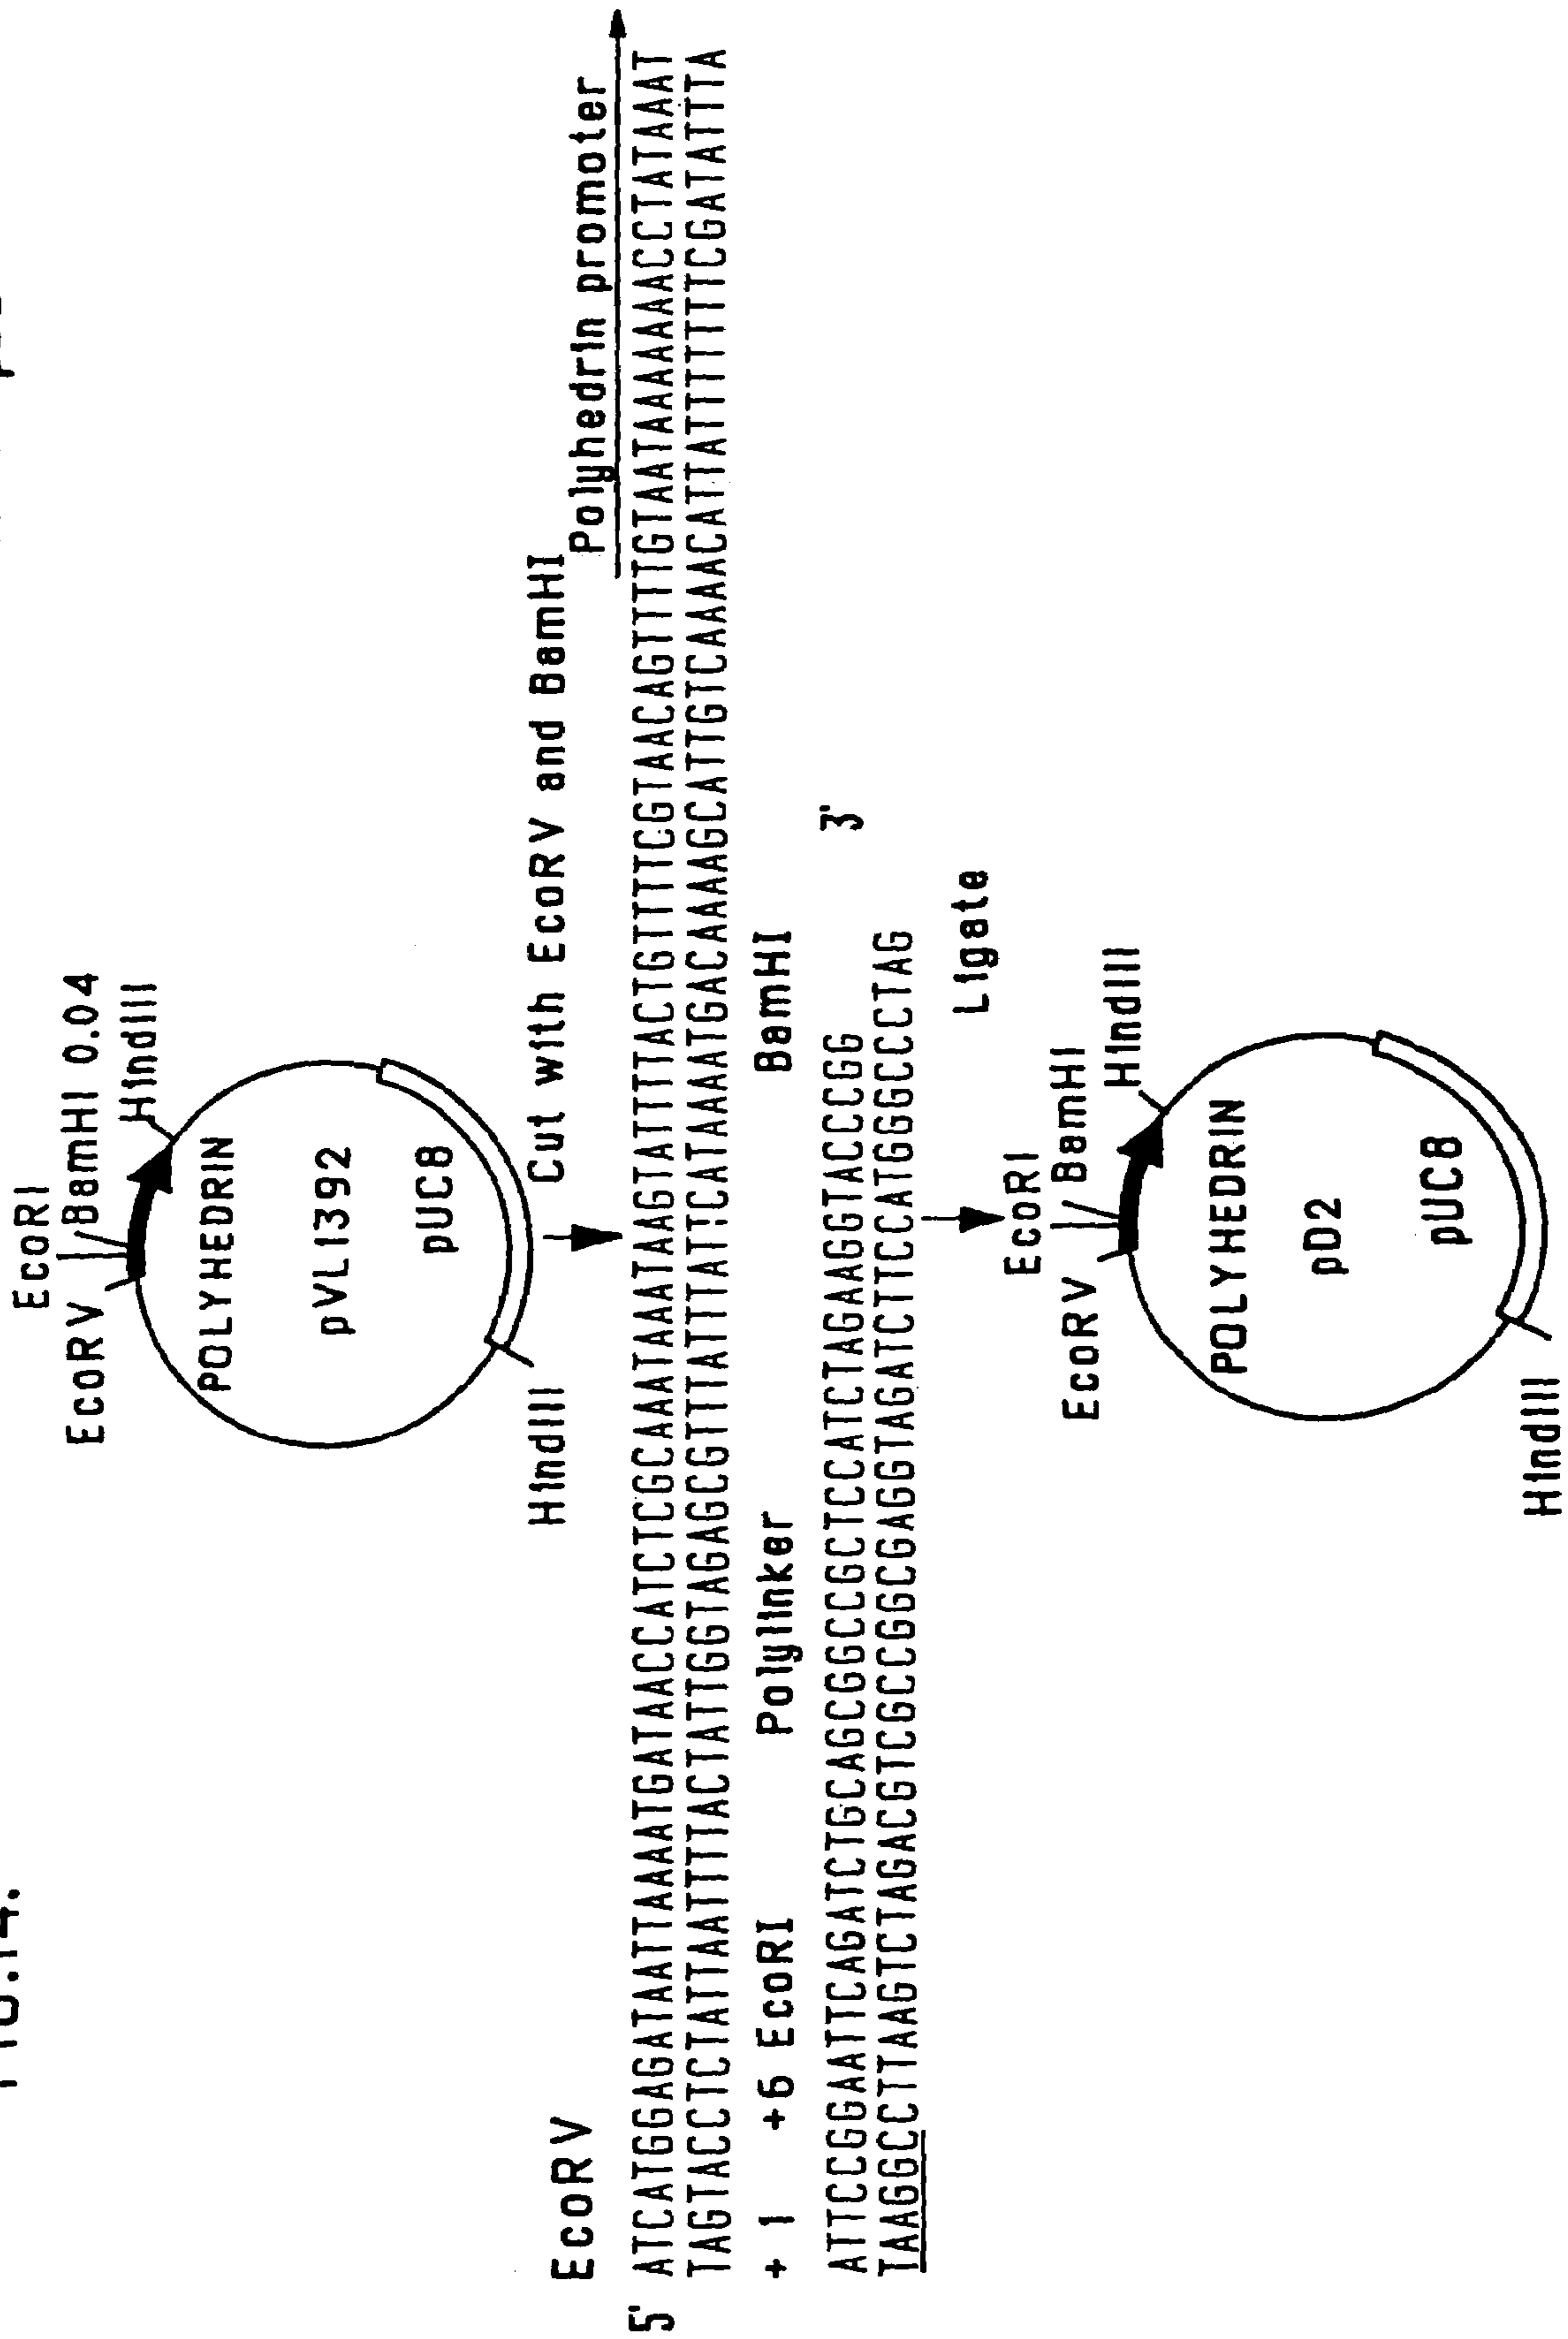 FIG.14.
EcoRI
EcoRV
BamHI 0.04
HindIII
POLYHEDRIN
pVL1392
pUC8
HindIII
Cut with EcoRV and BamHI
EcoRV
Polyhedrin promoter
5' ATCATGGAGATAATTAAAATGATAACCATCTCGCAAATAAATAAGTATTTTACTGTTTTCGTAACAGTTTTGTAATAAAAAAACCTATAAAT
TAGTACCTCTATTAATTTTACTATTGGTAGAGCGTTTATTTATTCATAAAATGACAAAAGCATTGTCAAAACATTATTTTTTTCGATATTTA
+ 1 +6 EcoRI Polylinker BamHI
ATTCCGGAATTCAGATCTGCAGCGGCCGCTCCATCTAGAAGGTACCCGG 3'
TAAGGCCTTAAGTCTAGACGTCGCCGGCGAGGTAGATCTTCCATGGGCCCTAG
Ligate
EcoRI
EcoRV
BamHI
HindIII
POLYHEDRIN
pD2
pUC8
HindIII